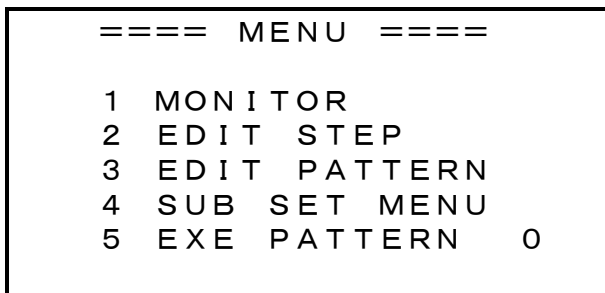 ==== MENU ====
1 MONITOR
2 EDIT STEP
3 EDIT PATTERN
4 SUB SET MENU
5 EXE PATTERN 0